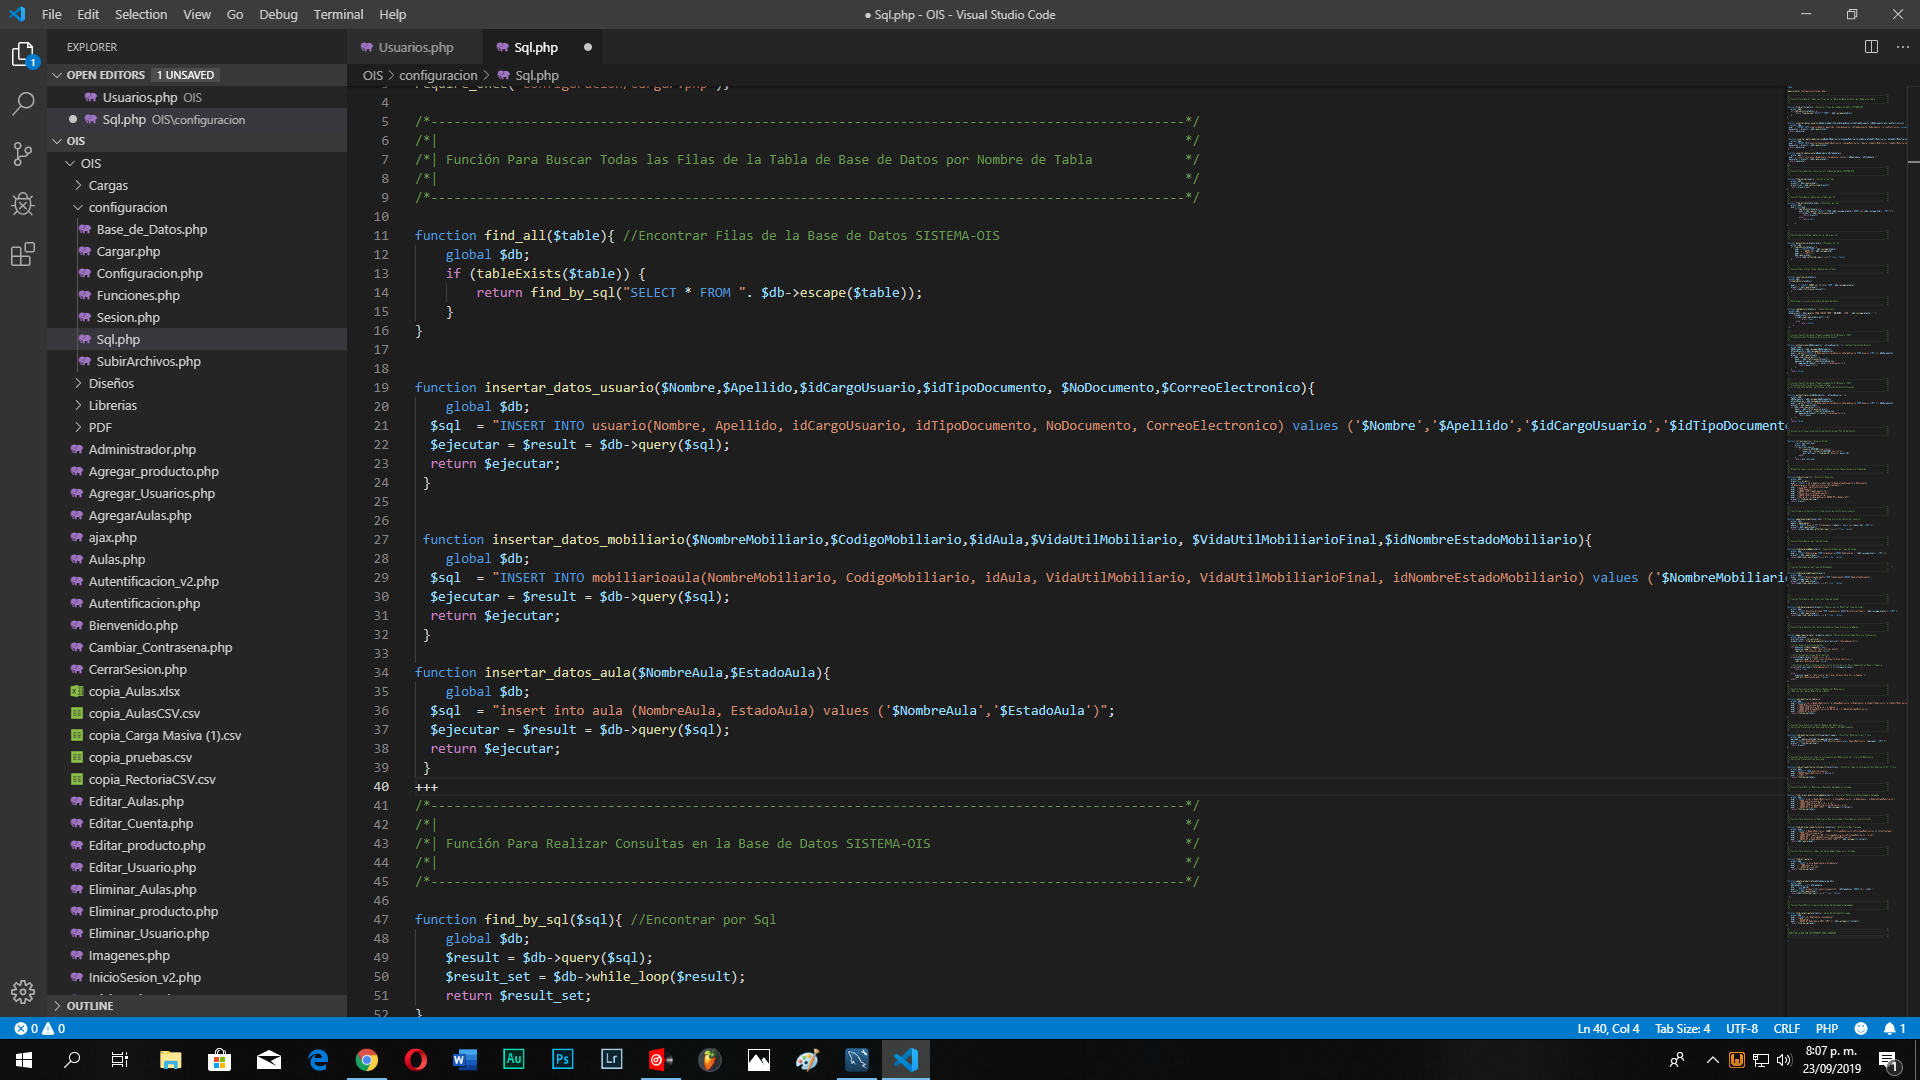 File Edit Selection View Go Debug Terminal Help
● Sql.php - OIS - Visual Studio Code
EXPLORER
OPEN EDITORS 1 UNSAVED
Usuarios.php OIS
Sql.php OIS\configuracion
OIS
OIS
Cargas
configuracion
Base_de_Datos.php
Cargar.php
Configuracion.php
Funciones.php
Sesion.php
Sql.php
SubirArchivos.php
Diseños
Librerias
PDF
Administrador.php
Agregar_producto.php
Agregar_Usuarios.php
AgregarAulas.php
ajax.php
Aulas.php
Autentificacion_v2.php
Autentificacion.php
Bienvenido.php
Cambiar_Contrasena.php
CerrarSesion.php
copia_Aulas.xlsx
copia_AulasCSV.csv
copia_Carga Masiva (1).csv
copia_pruebas.csv
copia_RectoriaCSV.csv
Editar_Aulas.php
Editar_Cuenta.php
Editar_producto.php
Editar_Usuario.php
Eliminar_Aulas.php
Eliminar_producto.php
Eliminar_Usuario.php
Imagenes.php
InicioSesion_v2.php
OUTLINE
Usuarios.php
Sql.php
OIS > configuracion > Sql.php
4
5 /*--------------------------------------------------------------------------------------------------*/
6 /*| */
7 /*| Función Para Buscar Todas las Filas de la Tabla de Base de Datos por Nombre de Tabla */
8 /*| */
9 /*--------------------------------------------------------------------------------------------------*/
10
11 function find_all($table){ //Encontrar Filas de la Base de Datos SISTEMA-OIS
12 global $db;
13 if (tableExists($table)) {
14 return find_by_sql("SELECT * FROM ". $db->escape($table));
15 }
16 }
17
18
19 function insertar_datos_usuario($Nombre,$Apellido,$idCargoUsuario,$idTipoDocumento, $NoDocumento,$CorreoElectronico){
20 global $db;
21 $sql = "INSERT INTO usuario(Nombre, Apellido, idCargoUsuario, idTipoDocumento, NoDocumento, CorreoElectronico) values ('$Nombre','$Apellido','$idCargoUsuario','$idTipoDocument
22 $ejecutar = $result = $db->query($sql);
23 return $ejecutar;
24 }
25
26
27 function insertar_datos_mobiliario($NombreMobiliario,$CodigoMobiliario,$idAula,$VidaUtilMobiliario, $VidaUtilMobiliarioFinal,$idNombreEstadoMobiliario){
28 global $db;
29 $sql = "INSERT INTO mobiliarioaula(NombreMobiliario, CodigoMobiliario, idAula, VidaUtilMobiliario, VidaUtilMobiliarioFinal, idNombreEstadoMobiliario) values ('$NombreMobiliari
30 $ejecutar = $result = $db->query($sql);
31 return $ejecutar;
32 }
33
34 function insertar_datos_aula($NombreAula,$EstadoAula){
35 global $db;
36 $sql = "insert into aula (NombreAula, EstadoAula) values ('$NombreAula','$EstadoAula')";
37 $ejecutar = $result = $db->query($sql);
38 return $ejecutar;
39 }
40 +++
41 /*--------------------------------------------------------------------------------------------------*/
42 /*| */
43 /*| Función Para Realizar Consultas en la Base de Datos SISTEMA-OIS */
44 /*| */
45 /*--------------------------------------------------------------------------------------------------*/
46
47 function find_by_sql($sql){ //Encontrar por Sql
48 global $db;
49 $result = $db->query($sql);
50 $result_set = $db->while_loop($result);
51 return $result_set;
52 }
0 0
Ln 40, Col 4 Tab Size: 4 UTF-8 CRLF PHP 1
8:07 p. m.
23/09/2019